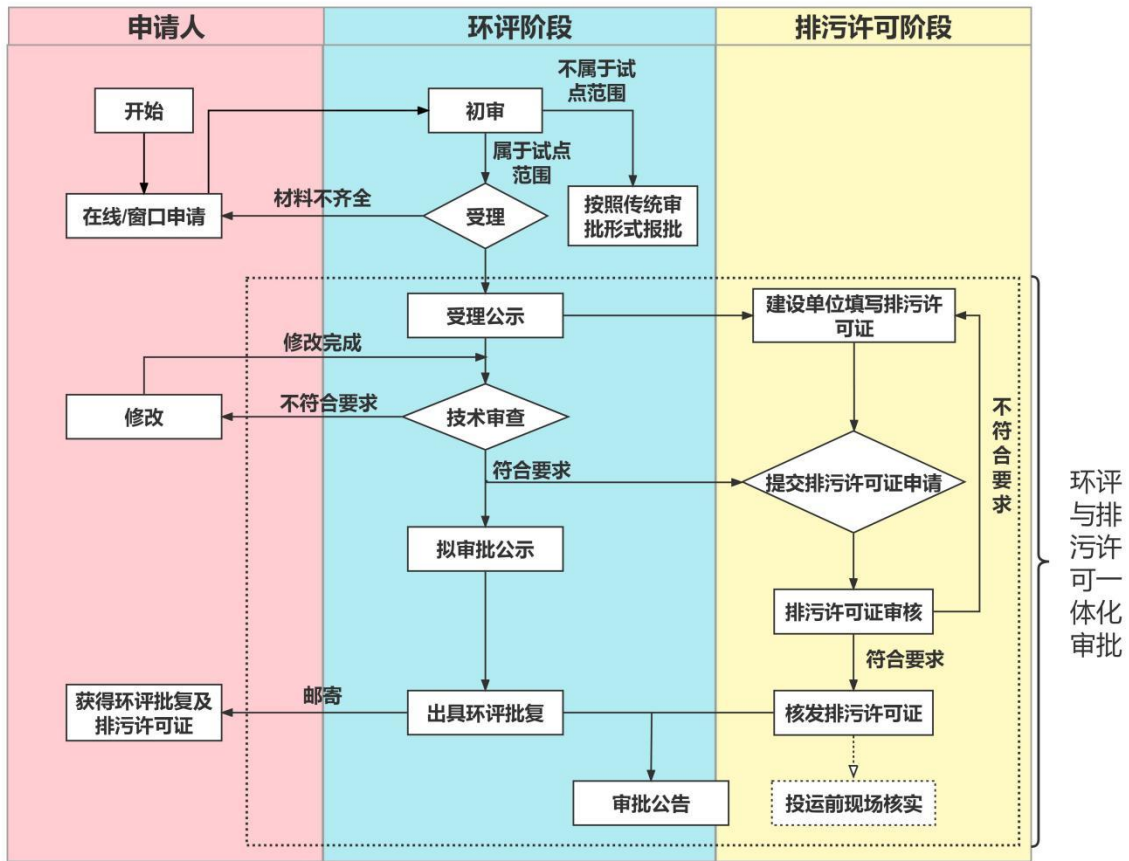 申请人
环评阶段
排污许可阶段
开始
初审
不属于试
点范围
属于试点
范围
在线/窗口申请
材料不齐全
受理
按照传统审
批形式报批
受理公示
建设单位填写排污许
可证
修改完成
修改
不符合要求
技术审查
不符合要求
符合要求
提交排污许可证申请
拟审批公示
排污许可证审核
符合要求
获得环评批复及
排污许可证
邮寄
出具环评批复
核发排污许可证
审批公告
投运前现场核实
环评
与排
污许
可一
体化
审批